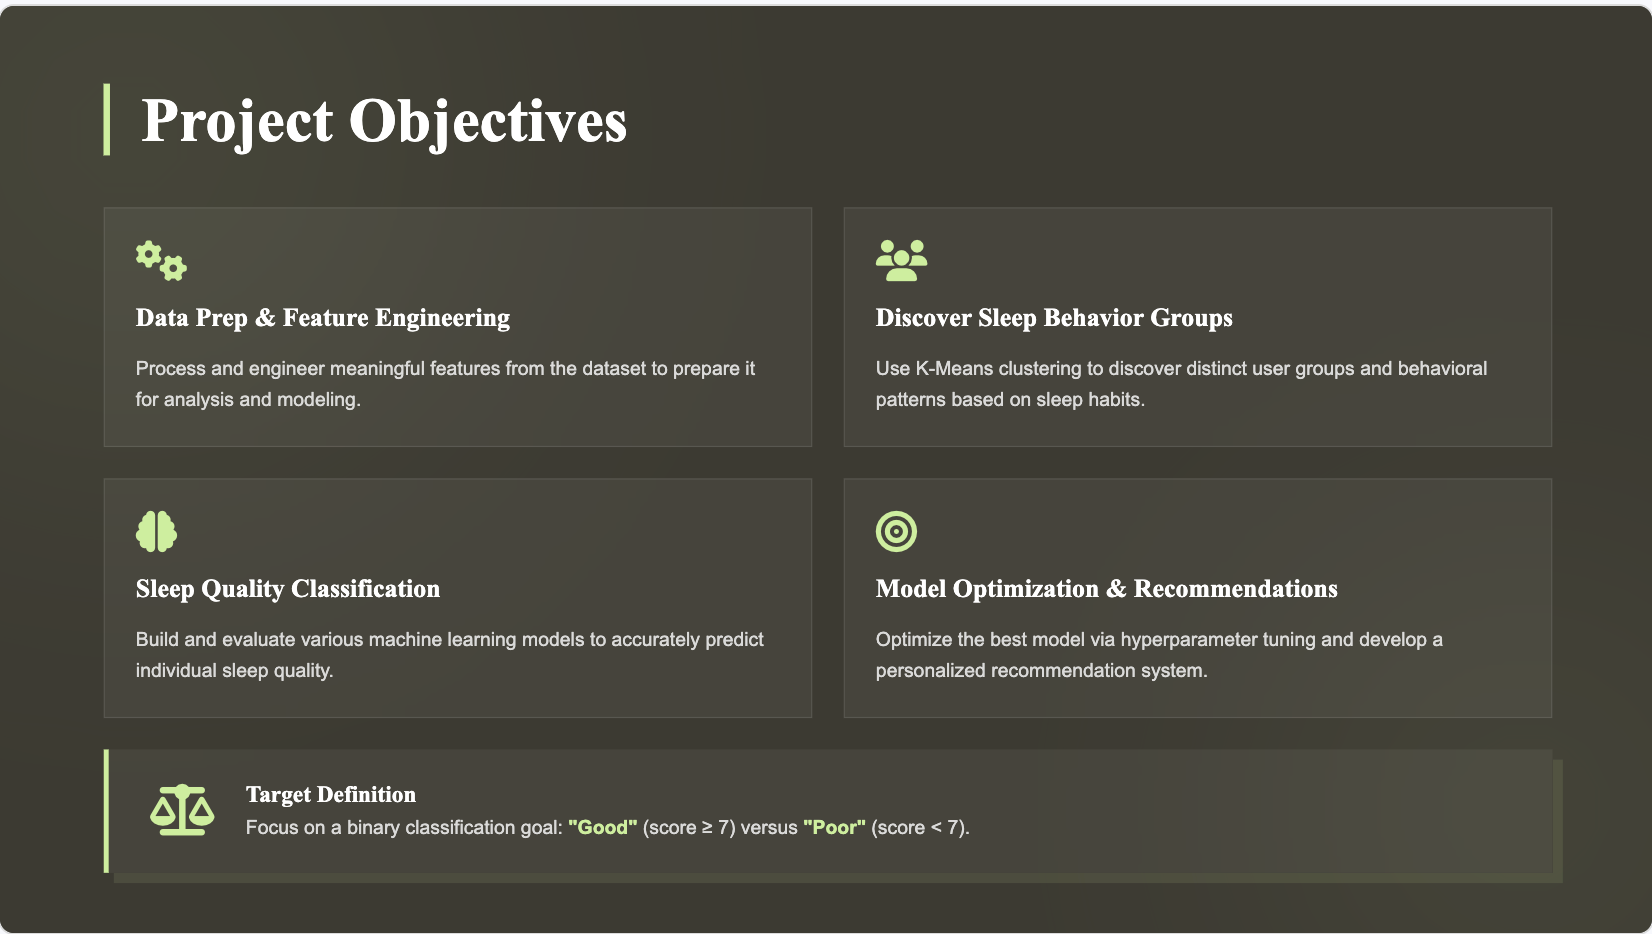 Project Objectives
Data Prep & Feature Engineering
Process and engineer meaningful features from the dataset to prepare it
for analysis and modeling.
Discover Sleep Behavior Groups
Use K-Means clustering to discover distinct user groups and behavioral
patterns based on sleep habits.
Sleep Quality Classification
Build and evaluate various machine learning models to accurately predict
individual sleep quality.
Model Optimization & Recommendations
Optimize the best model via hyperparameter tuning and develop a
personalized recommendation system.
Target Definition
Focus on a binary classification goal: "Good" (score ≥ 7) versus "Poor" (score < 7).